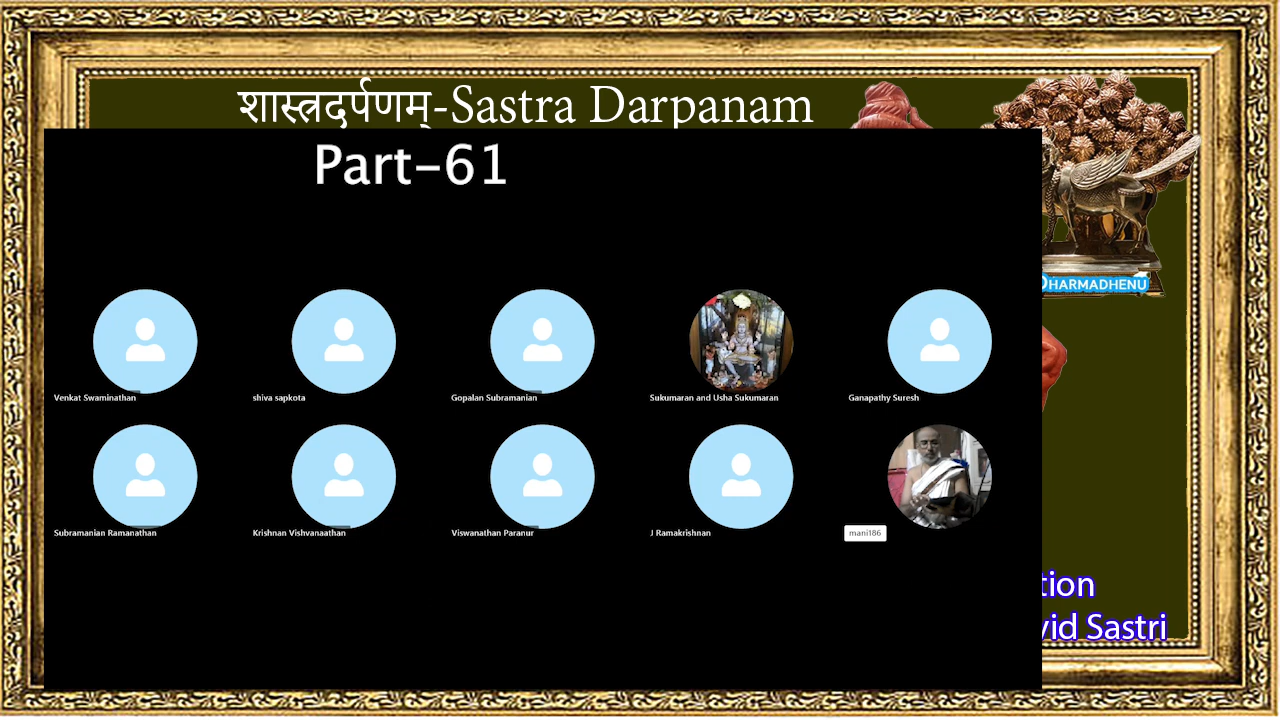 शास्त्रदर्पणम्-Sastra Darpanam
Part-61
DHARMADHENU
Venkat Swaminathan
shiva sapkota
Gopalan Subramanian
Sukumaran and Usha Sukumaran
Ganapathy Suresh
Subramanian Ramanathan
Krishnan Vishvanaathan
Viswanathan Paranur
J Ramakrishnan
mani186
tion
vid Sastri